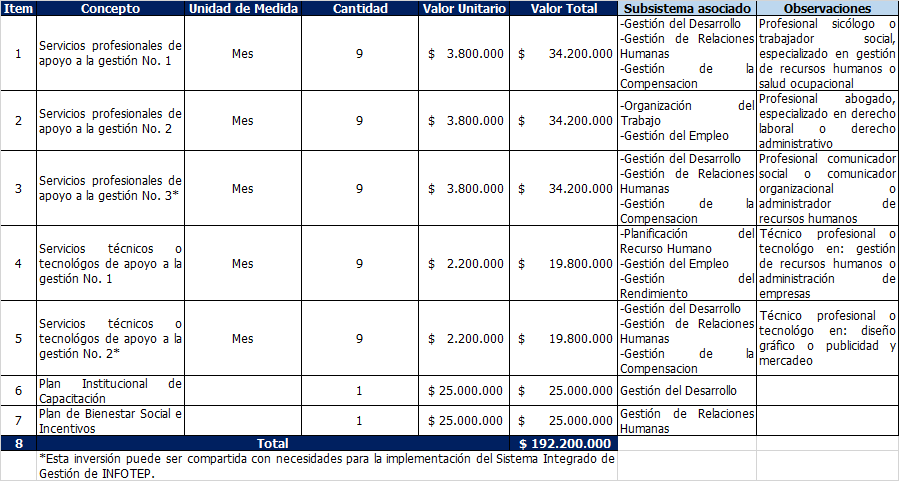 Item Concepto Unidad de Medida Cantidad Valor Unitario Valor Total Subsistema asociado Observaciones
1
Servicios profesionales de
apoyo a la gestión No. 1
Mes
9
$ 3.800.000
$ 34.200.000
-Gestión del Desarrollo
-Gestión de Relaciones
Humanas
-Gestión de la
Compensacion
Profesional sicólogo o
trabajador social,
especializado en gestión
de recursos humanos o
salud ocupacional
2
Servicios profesionales de
apoyo a la gestión No. 2
Mes
9
$ 3.800.000
$ 34.200.000
-Organización del
Trabajo
-Gestión del Empleo
Profesional abogado,
especializado en derecho
laboral o derecho
administrativo
3
Servicios profesionales de
apoyo a la gestión No. 3*
Mes
9
$ 3.800.000
$ 34.200.000
-Gestión del Desarrollo
-Gestión de Relaciones
Humanas
-Gestión de la
Compensacion
Profesional comunicador
social o comunicador
organizacional o
administrador de
recursos humanos
4
Servicios técnicos o
tecnológos de apoyo a la
gestión No. 1
Mes
9
$ 2.200.000
$ 19.800.000
-Planificación del
Recurso Humano
-Gestión del Empleo
-Gestión del
Rendimiento
Técnico profesional o
tecnológo en: gestión
de recursos humanos o
administración de
empresas
5
Servicios técnicos o
tecnológos de apoyo a la
gestión No. 2*
Mes
9
$ 2.200.000
$ 19.800.000
-Gestión del Desarrollo
-Gestión de Relaciones
Humanas
-Gestión de la
Compensacion
Técnico profesional o
tecnológo en: diseño
gráfico o publicidad y
mercadeo
6
Plan Institucional de
Capacitación
1
$ 25.000.000
$ 25.000.000
Gestión del Desarrollo
7
Plan de Bienestar Social e
Incentivos
1
$ 25.000.000
$ 25.000.000
Gestión de Relaciones
Humanas
8 Total $ 192.200.000
*Esta inversión puede ser compartida con necesidades para la implementación del Sistema Integrado de
Gestión de INFOTEP.